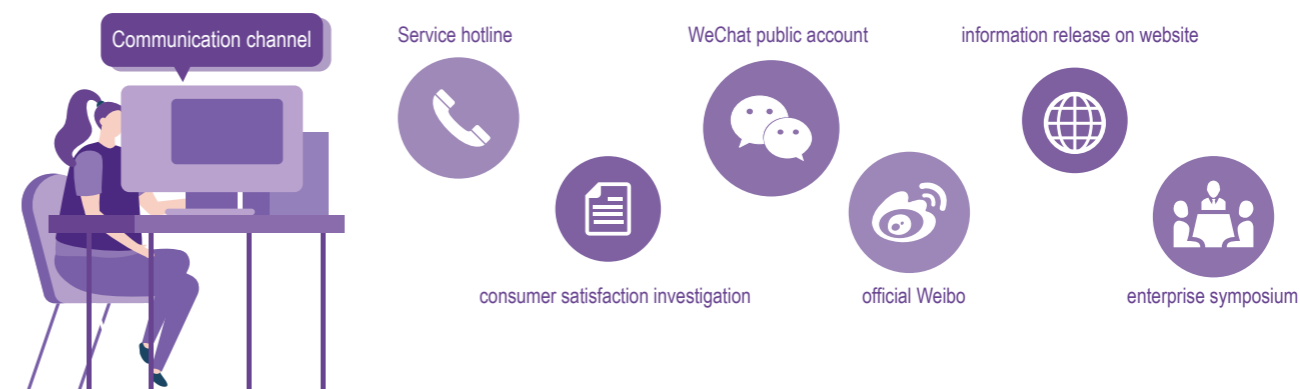 Communication channel
Service hotline
WeChat public account
information release on website
consumer satisfaction investigation
official Weibo
enterprise symposium